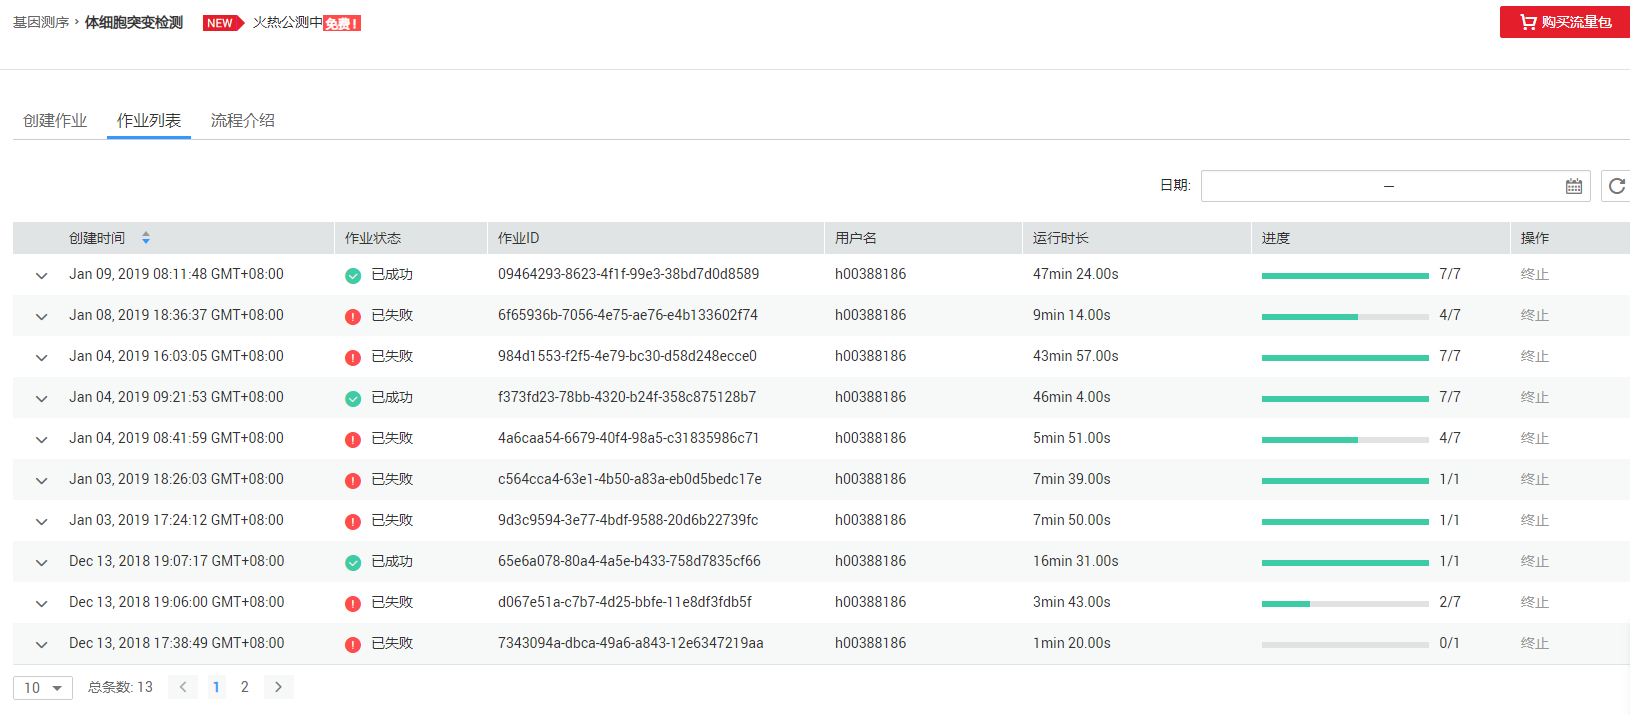 基因测序 › 体细胞突变检测 NEW 火热公测中免费!
购买流量包
创建作业 作业列表 流程介绍
日期: –
创建时间 作业状态 作业ID 用户名 运行时长 进度 操作
Jan 09, 2019 08:11:48 GMT+08:00 已成功 09464293-8623-4f1f-99e3-38bd7d0d8589 h00388186 47min 24.00s 7/7 终止
Jan 08, 2019 18:36:37 GMT+08:00 已失败 6f65936b-7056-4e75-ae76-e4b133602f74 h00388186 9min 14.00s 4/7 终止
Jan 04, 2019 16:03:05 GMT+08:00 已失败 984d1553-f2f5-4e79-bc30-d58d248ecce0 h00388186 43min 57.00s 7/7 终止
Jan 04, 2019 09:21:53 GMT+08:00 已成功 f373fd23-78bb-4320-b24f-358c875128b7 h00388186 46min 4.00s 7/7 终止
Jan 04, 2019 08:41:59 GMT+08:00 已失败 4a6caa54-6679-40f4-98a5-c31835986c71 h00388186 5min 51.00s 4/7 终止
Jan 03, 2019 18:26:03 GMT+08:00 已失败 c564cca4-63e1-4b50-a83a-eb0d5bedc17e h00388186 7min 39.00s 1/1 终止
Jan 03, 2019 17:24:12 GMT+08:00 已失败 9d3c9594-3e77-4bdf-9588-20d6b22739fc h00388186 7min 50.00s 1/1 终止
Dec 13, 2018 19:07:17 GMT+08:00 已成功 65e6a078-80a4-4a5e-b433-758d7835cf66 h00388186 16min 31.00s 1/1 终止
Dec 13, 2018 19:06:00 GMT+08:00 已失败 d067e51a-c7b7-4d25-bbfe-11e8df3fdb5f h00388186 3min 43.00s 2/7 终止
Dec 13, 2018 17:38:49 GMT+08:00 已失败 7343094a-dbca-49a6-a843-12e6347219aa h00388186 1min 20.00s 0/1 终止
10 总条数: 13 1 2